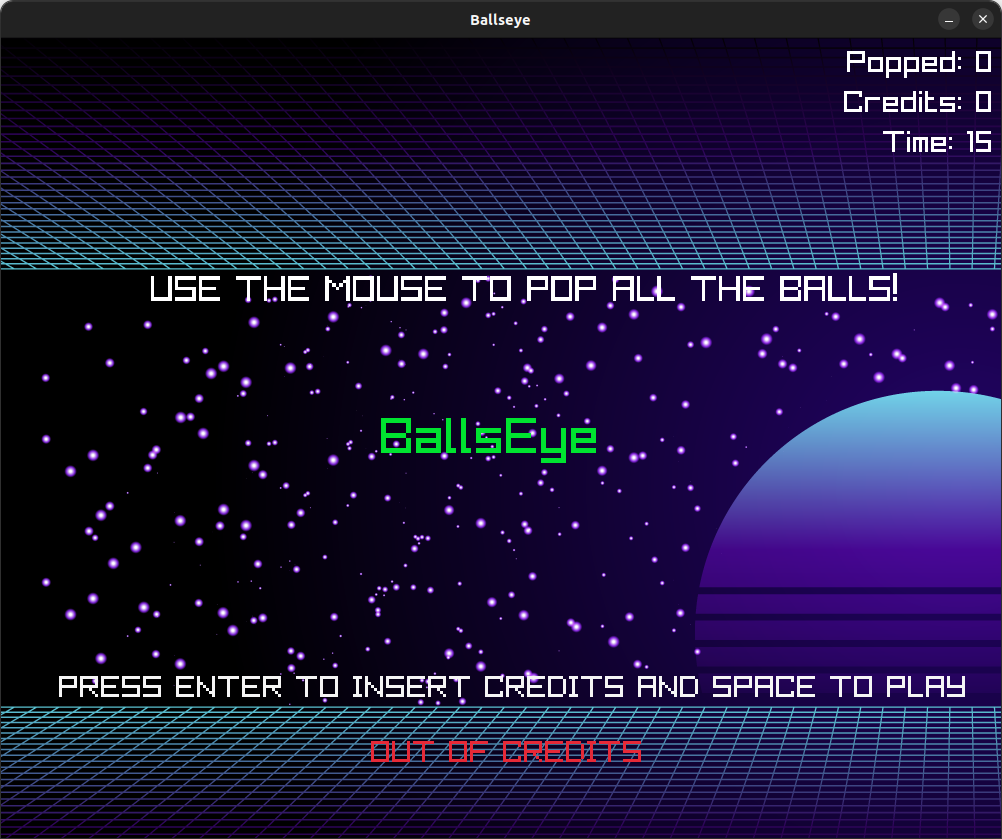 Ballseye
Popped: 0
Credits: 0
Time: 15
USE THE MOUSE TO POP ALL THE BALLS!
BallsEye
PRESS ENTER TO INSERT CREDITS AND SPACE TO PLAY
OUT OF CREDITS